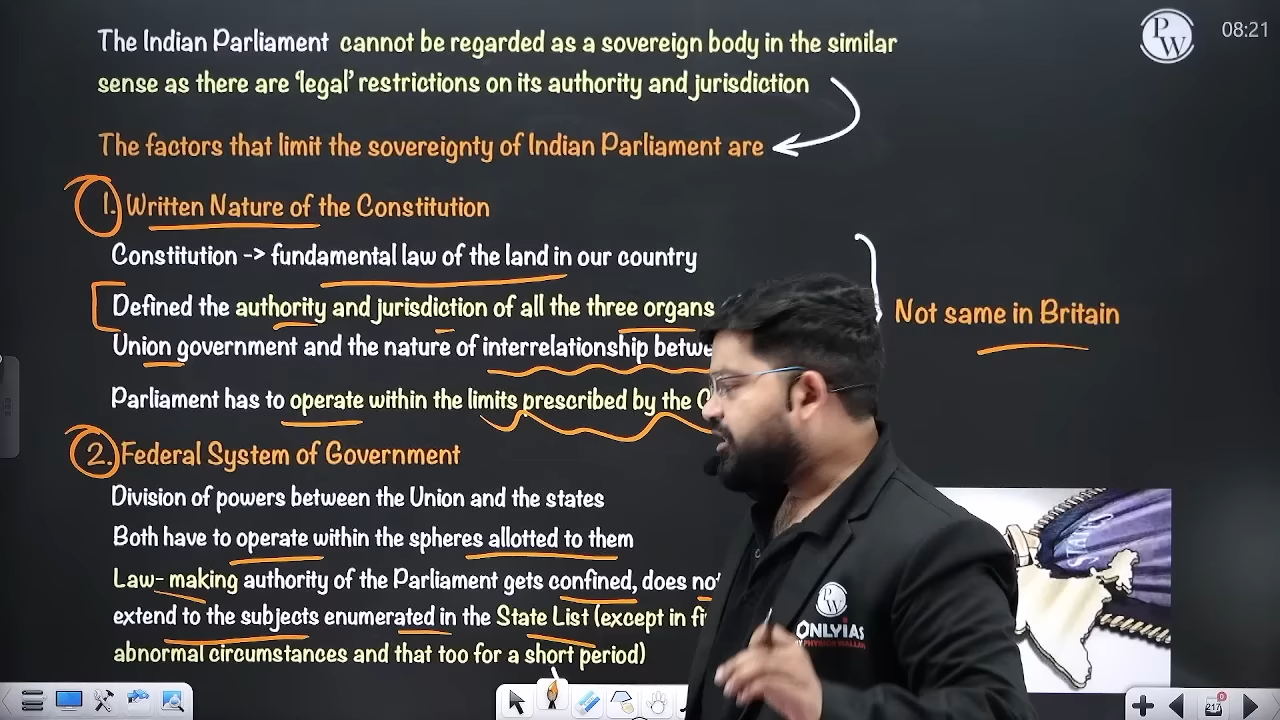 The Indian Parliament cannot be regarded as a sovereign body in the similar
sense as there are 'legal' restrictions on its authority and jurisdiction
The factors that limit the sovereignty of Indian Parliament are
1. Written Nature of the Constitution
Constitution -> fundamental law of the land in our country
Defined the authority and jurisdiction of all the three organs
Union government and the nature of interrelationship
Parliament has to operate within the limits prescribed by the
Not same in Britain
2. Federal System of Government
Division of powers between the Union and the states
Both have to operate within the spheres allotted to them
Law- making authority of the Parliament gets confined, does
extend to the subjects enumerated in the State List (except in
abnormal circumstances and that too for a short period)
PW
08:21
STATES
PW
ONLYIAS
BY PHYSICS WALLAH
217